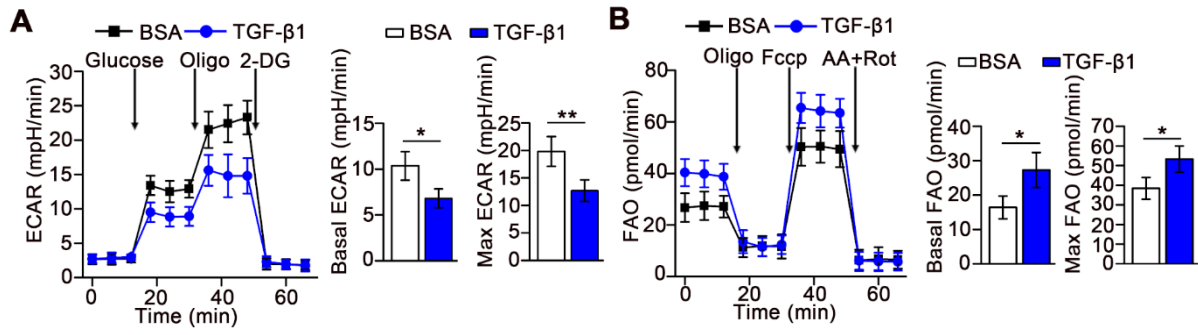 A
BSA TGF-β1
Glucose Oligo 2-DG
ECAR (mpH/min)
30
25
20
15
10
5
0
0 20 40 60
Time (min)
BSA
TGF-β1
Basal ECAR (mpH/min)
15
10
5
0
*
Max ECAR (mpH/min)
25
20
15
10
5
0
**
B
BSA TGF-β1
Oligo Fccp AA+Rot
FAO (pmol/min)
80
60
40
20
0
0 20 40 60
Time (min)
BSA TGF-β1
Basal FAO (pmol/min)
40
30
20
10
0
*
Max FAO (pmol/min)
70
60
50
40
30
20
10
0
*